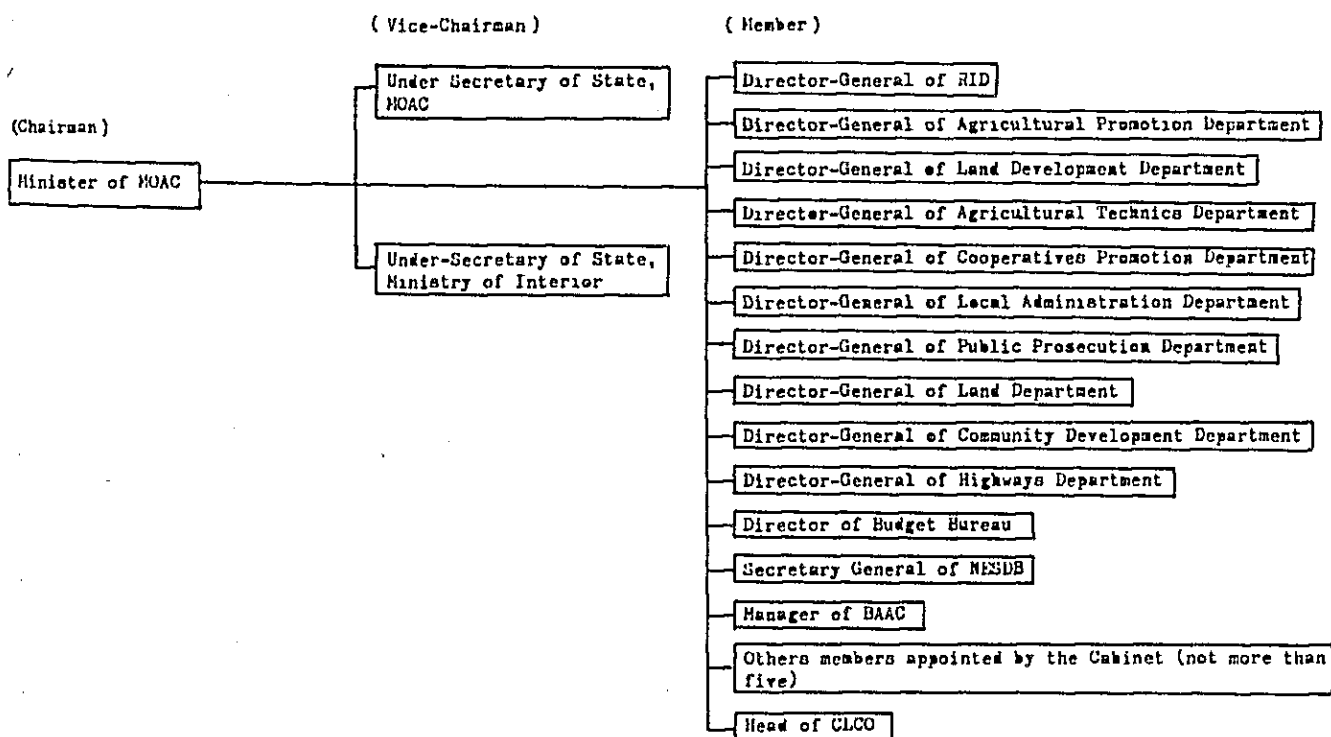 (Chairman)
Minister of MOAC
(Vice-Chairman)
Under Secretary of State,
MOAC
Under-Secretary of State,
Ministry of Interior
(Member)
Director-General of RID
Director-General of Agricultural Promotion Department
Director-General of Land Development Department
Director-General of Agricultural Technics Department
Director-General of Cooperatives Promotion Department
Director-General of Local Administration Department
Director-General of Public Prosecution Department
Director-General of Land Department
Director-General of Community Development Department
Director-General of Highways Department
Director of Budget Bureau
Secretary General of NESDB
Manager of BAAC
Others members appointed by the Cabinet (not more than
five)
Head of CLCO